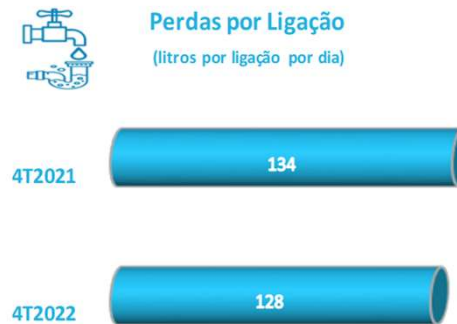 Perdas por Ligação
(litros por ligação por dia)
134
4T2021
128
4T2022